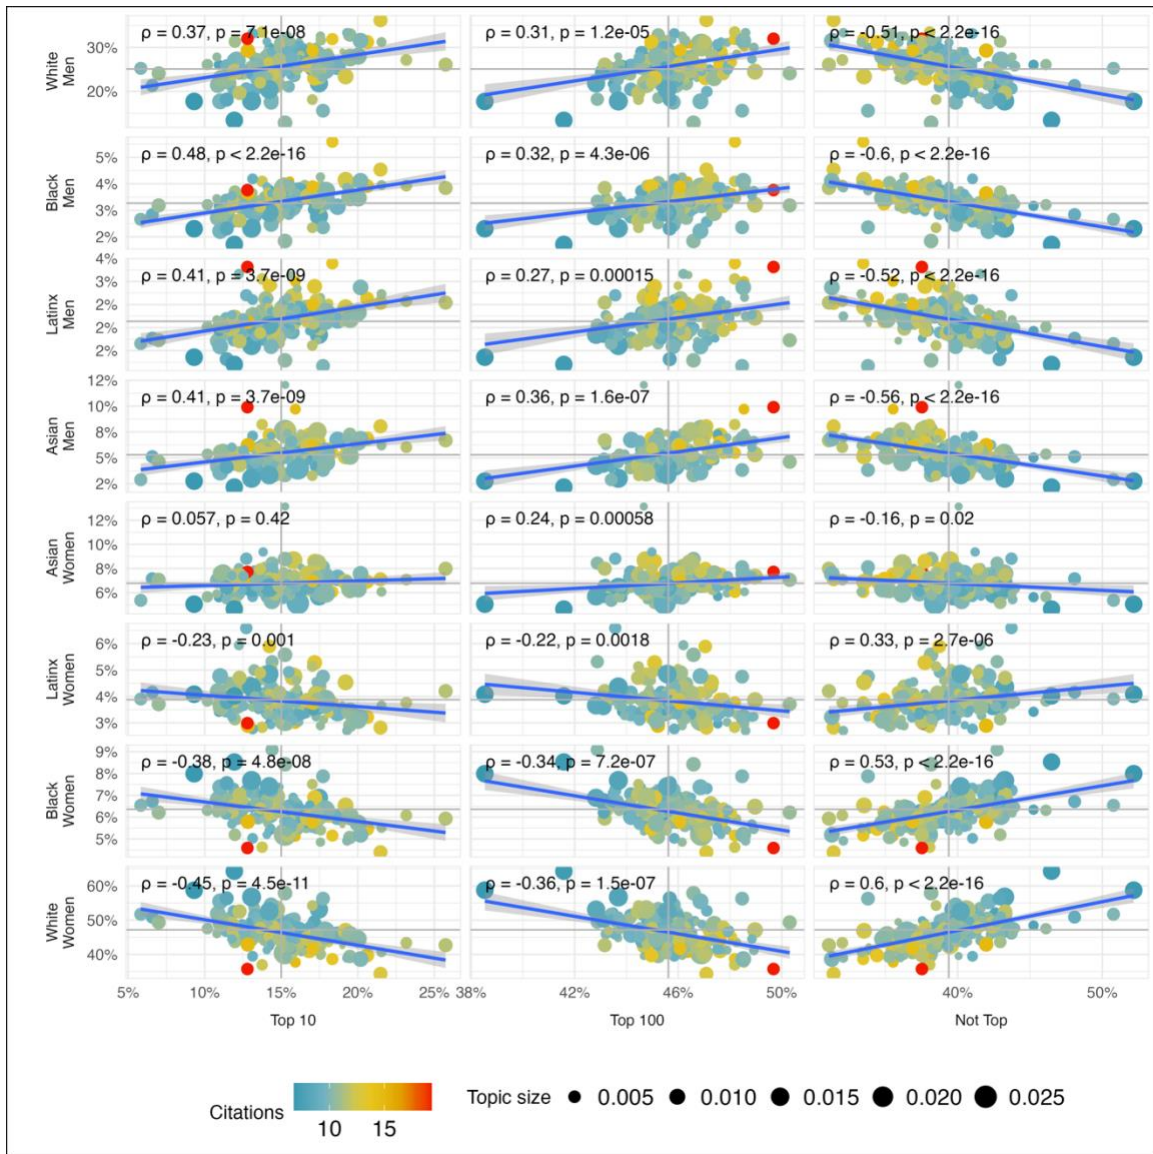 ρ = 0.37, p = 7.1e-08 ρ = 0.31, p = 1.2e-05 ρ = -0.51, p < 2.2e-16
White
Men
30%
20%
ρ = 0.48, p < 2.2e-16 ρ = 0.32, p = 4.3e-06 ρ = -0.6, p < 2.2e-16
Black
Men
5%
4%
3%
2%
ρ = 0.41, p = 3.7e-09 ρ = 0.27, p = 0.00015 ρ = -0.52, p < 2.2e-16
Latinx
Men
4%
3%
2%
2%
2%
ρ = 0.41, p = 3.7e-09 ρ = 0.36, p = 1.6e-07 ρ = -0.56, p < 2.2e-16
Asian
Men
12%
10%
8%
5%
2%
ρ = 0.057, p = 0.42 ρ = 0.24, p = 0.00058 ρ = -0.16, p = 0.02
Asian
Women
12%
10%
8%
6%
ρ = -0.23, p = 0.001 ρ = -0.22, p = 0.0018 ρ = 0.33, p = 2.7e-06
Latinx
Women
6%
5%
4%
3%
ρ = -0.38, p = 4.8e-08 ρ = -0.34, p = 7.2e-07 ρ = 0.53, p < 2.2e-16
Black
Women
9%
8%
7%
6%
5%
ρ = -0.45, p = 4.5e-11 ρ = -0.36, p = 1.5e-07 ρ = 0.6, p < 2.2e-16
White
Women
60%
50%
40%
5% 10% 15% 20% 25% 38% 42% 46% 50% 40% 50%
Top 10 Top 100 Not Top
Citations
10 15
Topic size 0.005 0.010 0.015 0.020 0.025